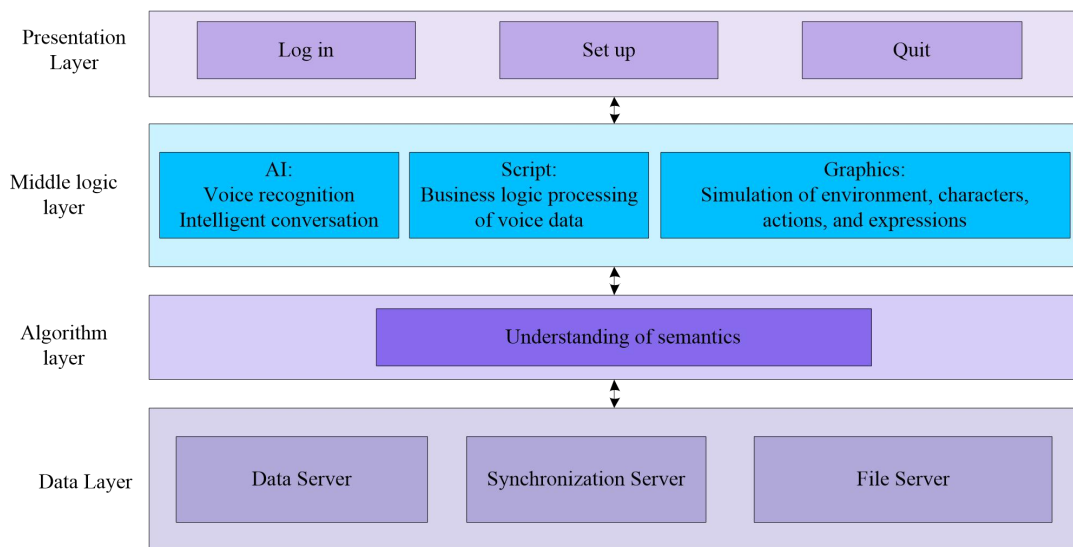 Presentation
Layer
Log in
Set up
Quit
Middle logic
layer
AI:
Voice recognition
Intelligent conversation
Script:
Business logic processing
of voice data
Graphics:
Simulation of environment, characters,
actions, and expressions
Algorithm
layer
Understanding of semantics
Data Layer
Data Server
Synchronization Server
File Server